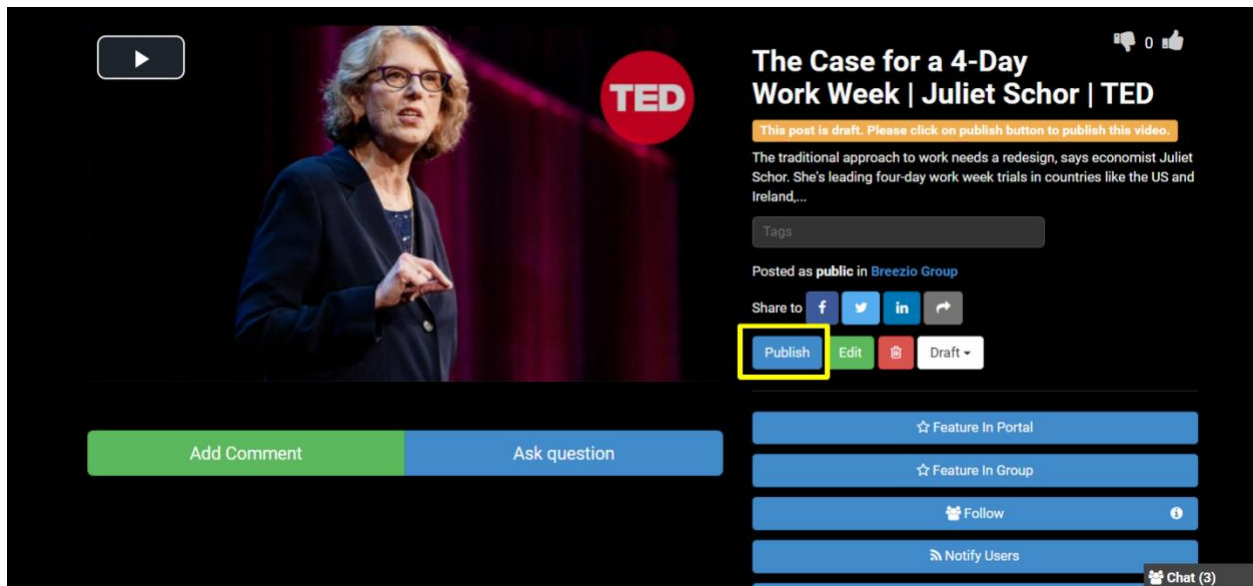 TED
0
The Case for a 4-Day
Work Week | Juliet Schor | TED
This post is draft. Please click on publish button to publish this video.
The traditional approach to work needs a redesign, says economist Juliet
Schor. She's leading four-day work week trials in countries like the US and
Ireland,...
Tags
Posted as public in Breezio Group
Share to f in
Publish Edit Draft
Add Comment Ask question
Feature In Portal
Feature In Group
Follow
Notify Users
Chat (3)